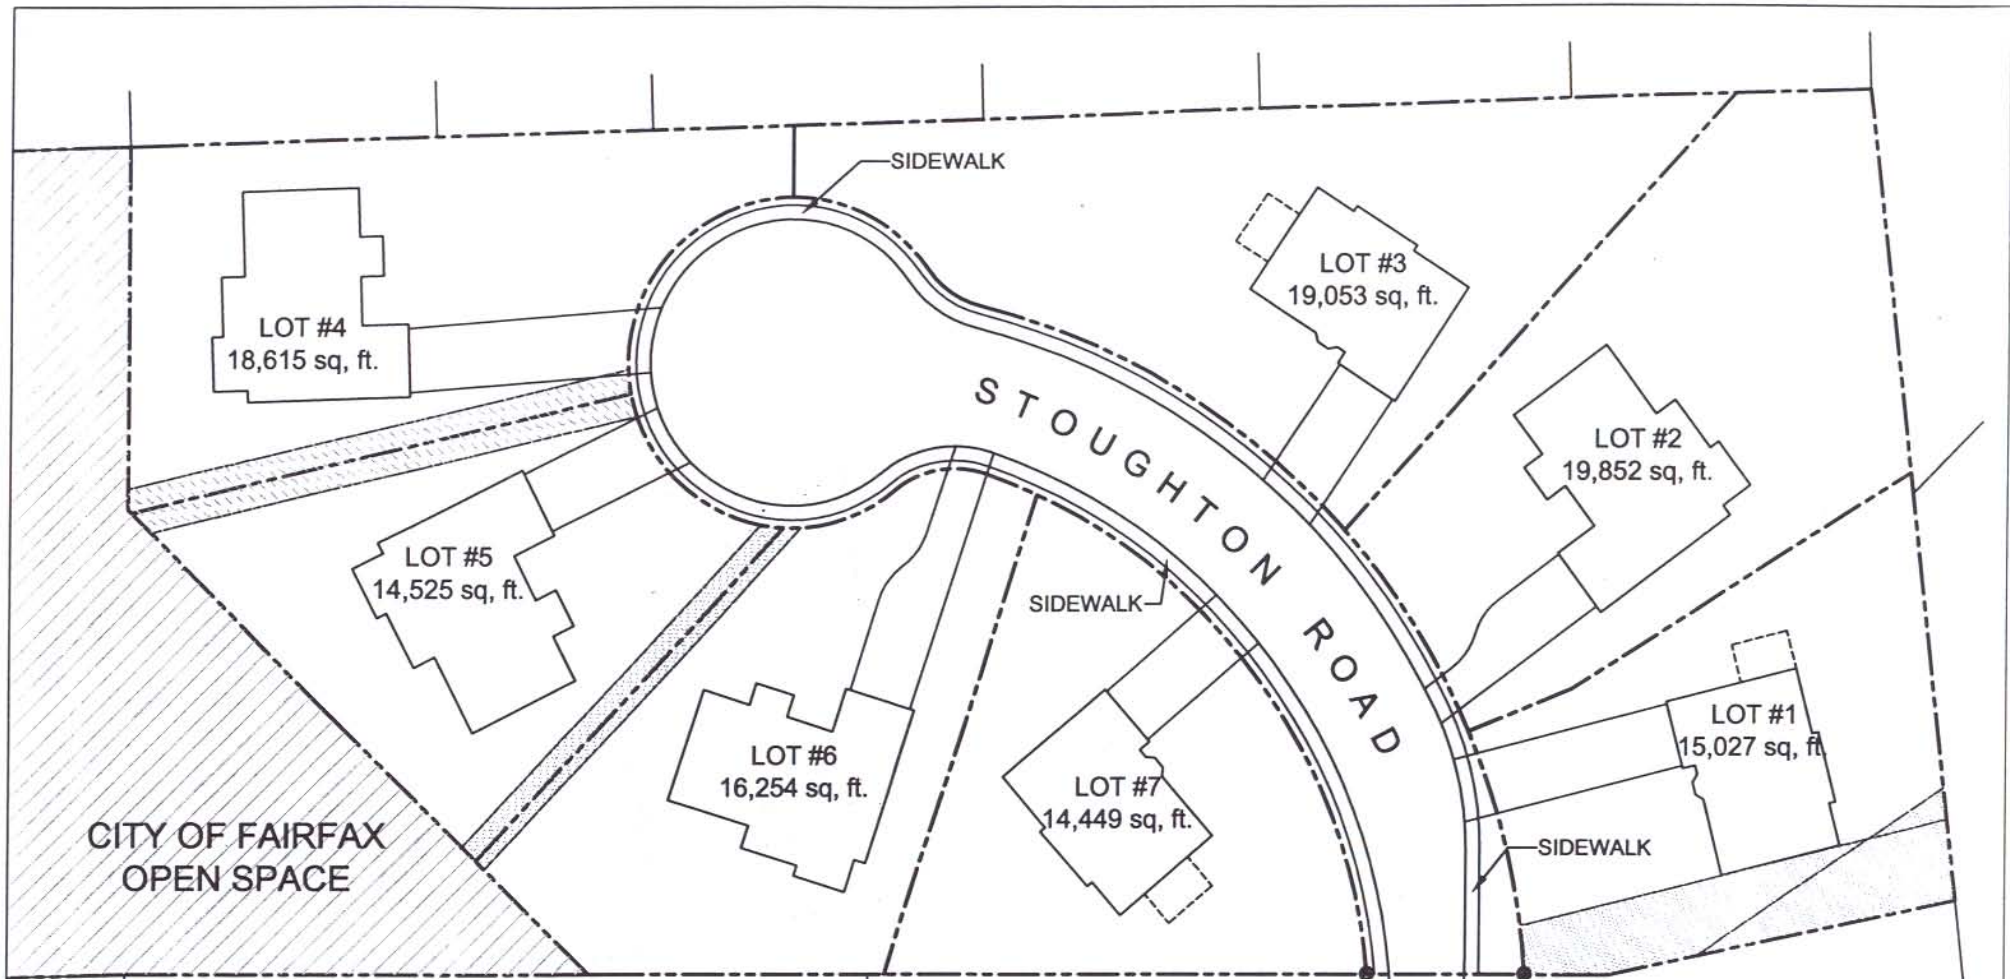 SIDEWALK
LOT #3
19,053 sq, ft.
LOT #4
18,615 sq, ft.
STOUGHTON ROAD
LOT #2
19,852 sq, ft.
LOT #5
14,525 sq, ft.
SIDEWALK
LOT #1
15,027 sq, ft.
LOT #6
16,254 sq, ft.
LOT #7
14,449 sq, ft.
CITY OF FAIRFAX
OPEN SPACE
SIDEWALK